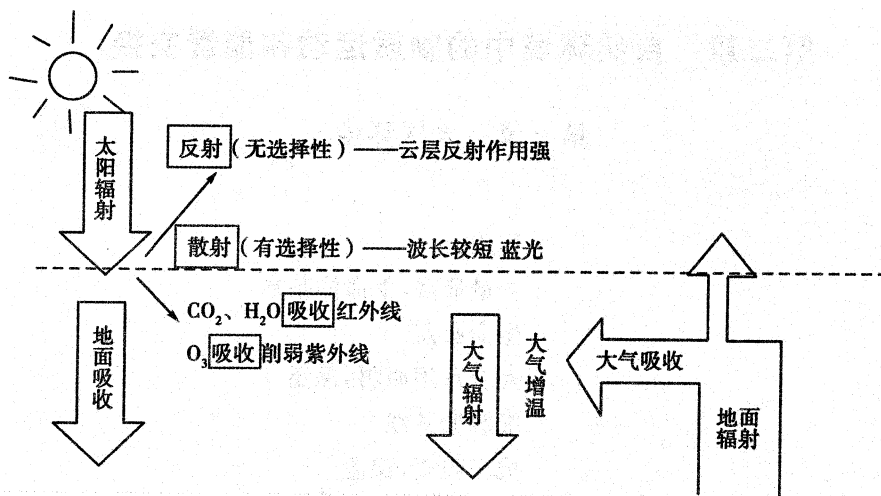 太阳辐射
反射(无选择性)——云层反射作用强
散射(有选择性)——波长较短 蓝光
CO₂、H₂O吸收红外线
O₃吸收削弱紫外线
地面吸收
大气辐射
大气增温
大气吸收
地面
辐射